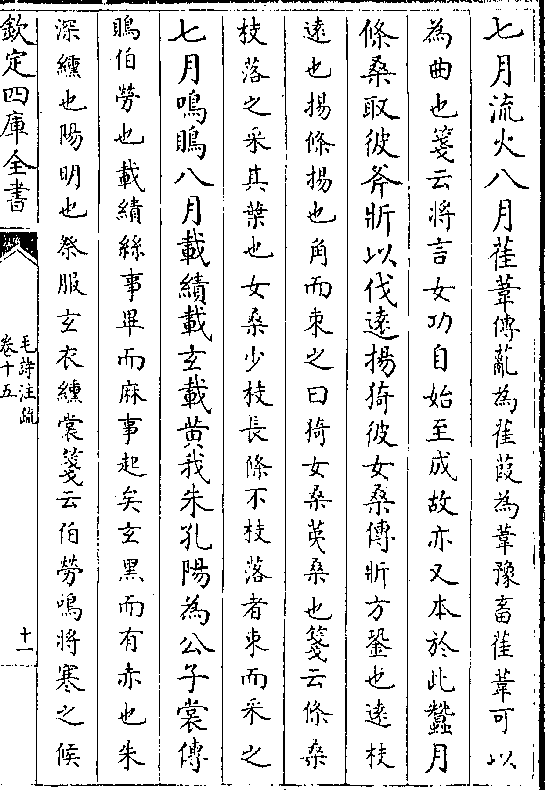 七月流火八月萑葦傳薍為萑葭為葦豫畜萑葦可以
為曲也箋云將言女功自始至成故亦又本於此蠶月
條桑取彼斧斨以伐遠揚猗彼女桑傳斨方銎也遠枝
遠也揚條揚也角而束之曰猗女桑荑桑也箋云條桑
枝落之采其葉也女桑少枝長條不枝落者束而采之
七月鳴鵙八月載績載玄載黄我朱孔陽為公子裳傳
鵙伯勞也載績絲事畢而麻事起矣玄黑而有赤也朱
深纁也陽明也祭服玄衣纁裳箋云伯勞鳴將寒之候
欽定四庫全書
毛詩注疏
卷十五
十一